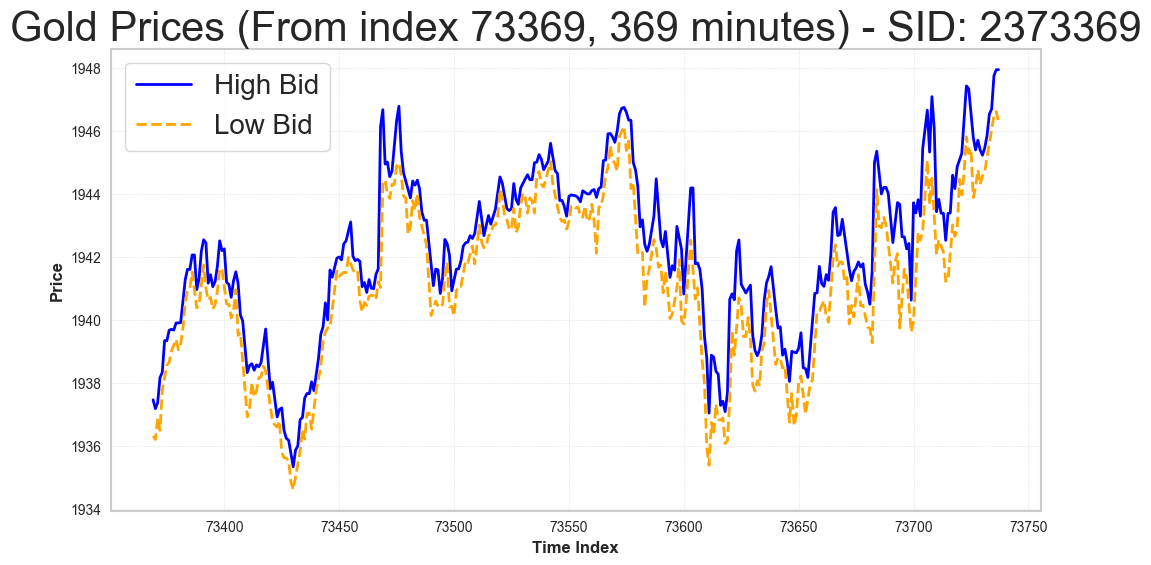 Gold Prices (From index 73369, 369 minutes) - SID: 2373369
High Bid
Low Bid
Price
1948
1946
1944
1942
1940
1938
1936
1934
73400 73450 73500 73550 73600 73650 73700 73750
Time Index